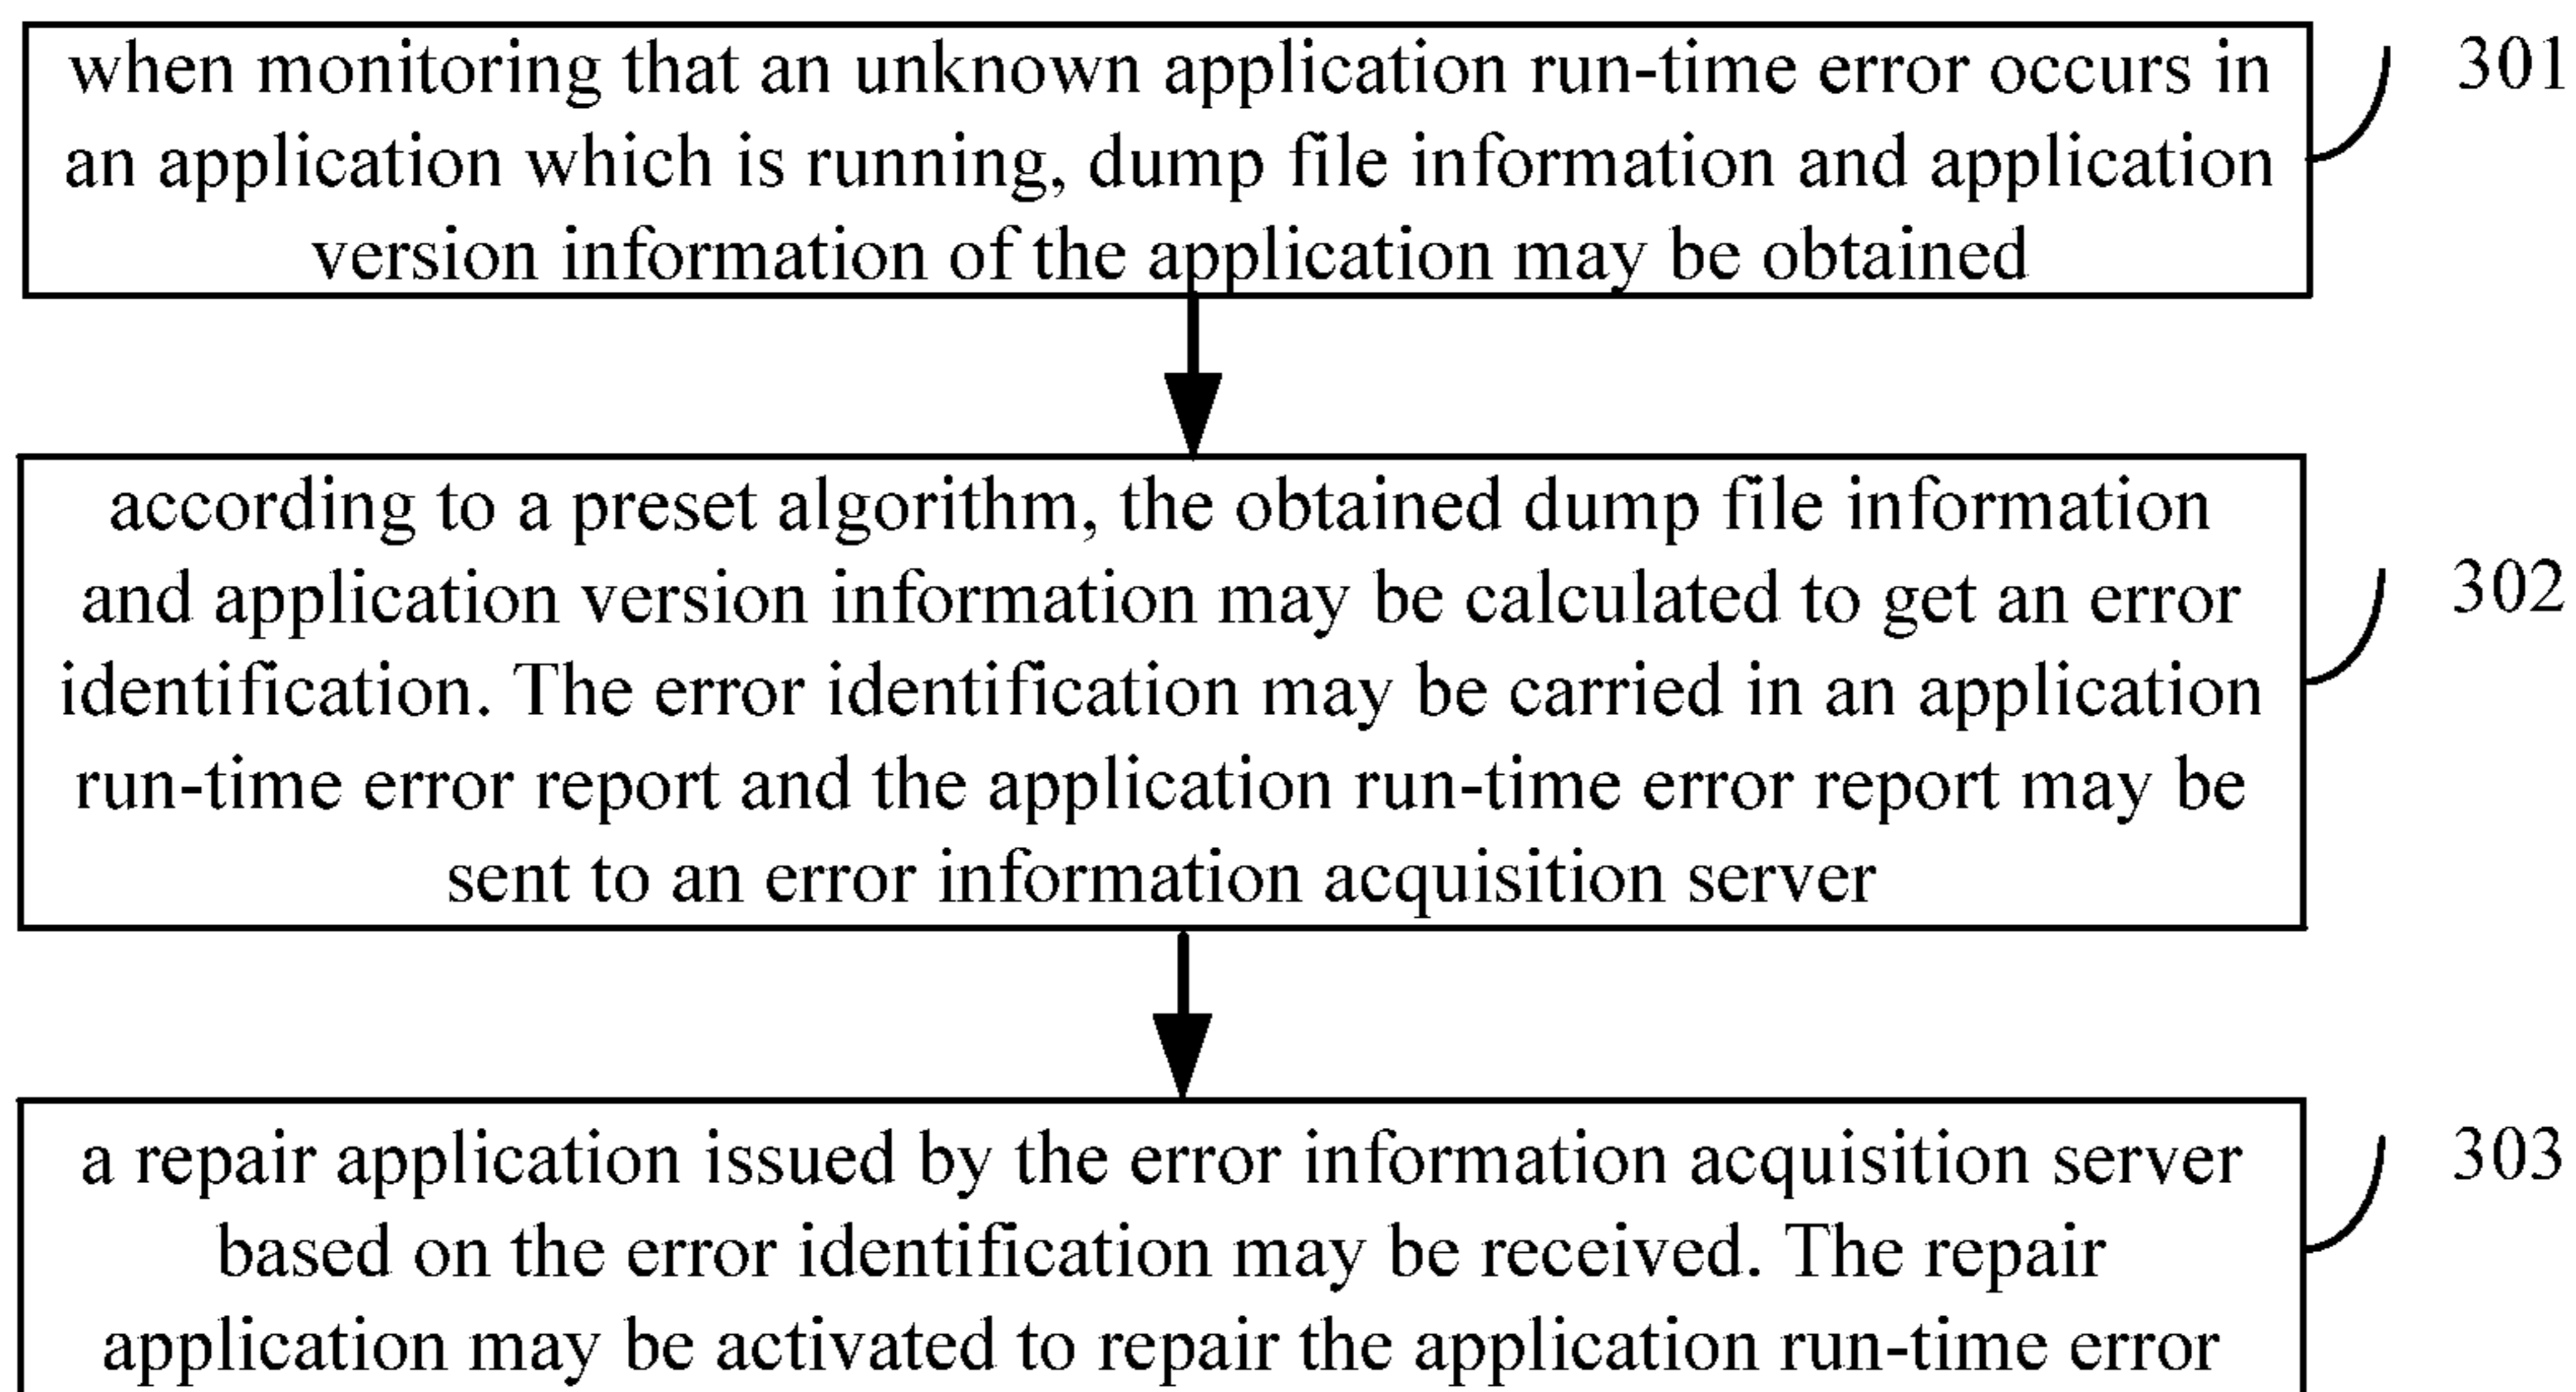 when monitoring that an unknown application run-time error occurs in
an application which is running, dump file information and application
version information of the application may be obtained
301
according to a preset algorithm, the obtained dump file information
and application version information may be calculated to get an error
identification. The error identification may be carried in an application
run-time error report and the application run-time error report may be
sent to an error information acquisition server
302
a repair application issued by the error information acquisition server
based on the error identification may be received. The repair
application may be activated to repair the application run-time error
303